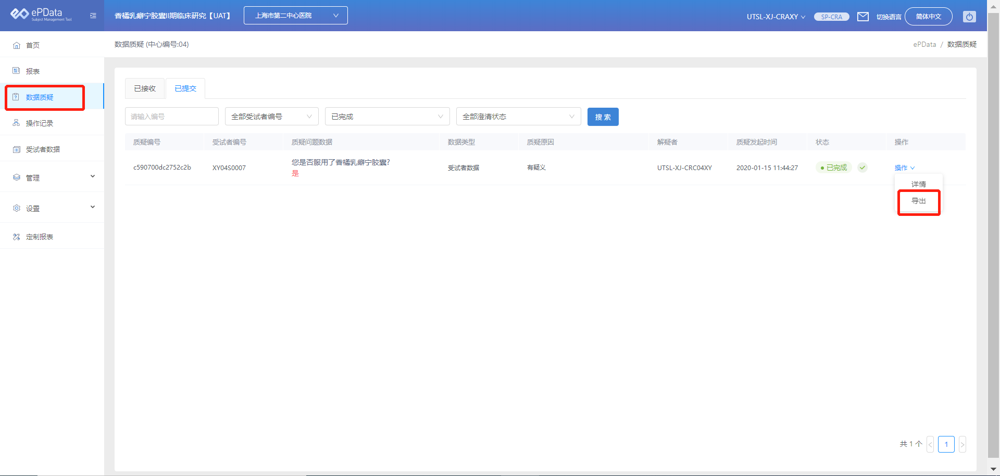 ePData
Subject Management Tool
香橘乳癖宁胶囊II期临床研究【UAT】
上海市第二中心医院
UTSL-XJ-CRAXY
SP-CRA
切换语言
简体中文
首页
报表
数据质疑
操作记录
受试者数据
管理
设置
定制报表
数据质疑 (中心编号:04)
ePData / 数据质疑
已接收 已提交
请输入编号 全部受试者编号 已完成 全部澄清状态 搜 索
质疑编号 受试者编号 质疑问题数据 数据类型 质疑原因 解疑者 质疑发起时间 状态 操作
c590700dc2752c2b XY04S0007 您是否服用了香橘乳癖宁胶囊? 受试者数据 有疑义 UTSL-XJ-CRC04XY 2020-01-15 11:44:27 已完成 操作
是
详情
导出
共 1 个 < 1 >